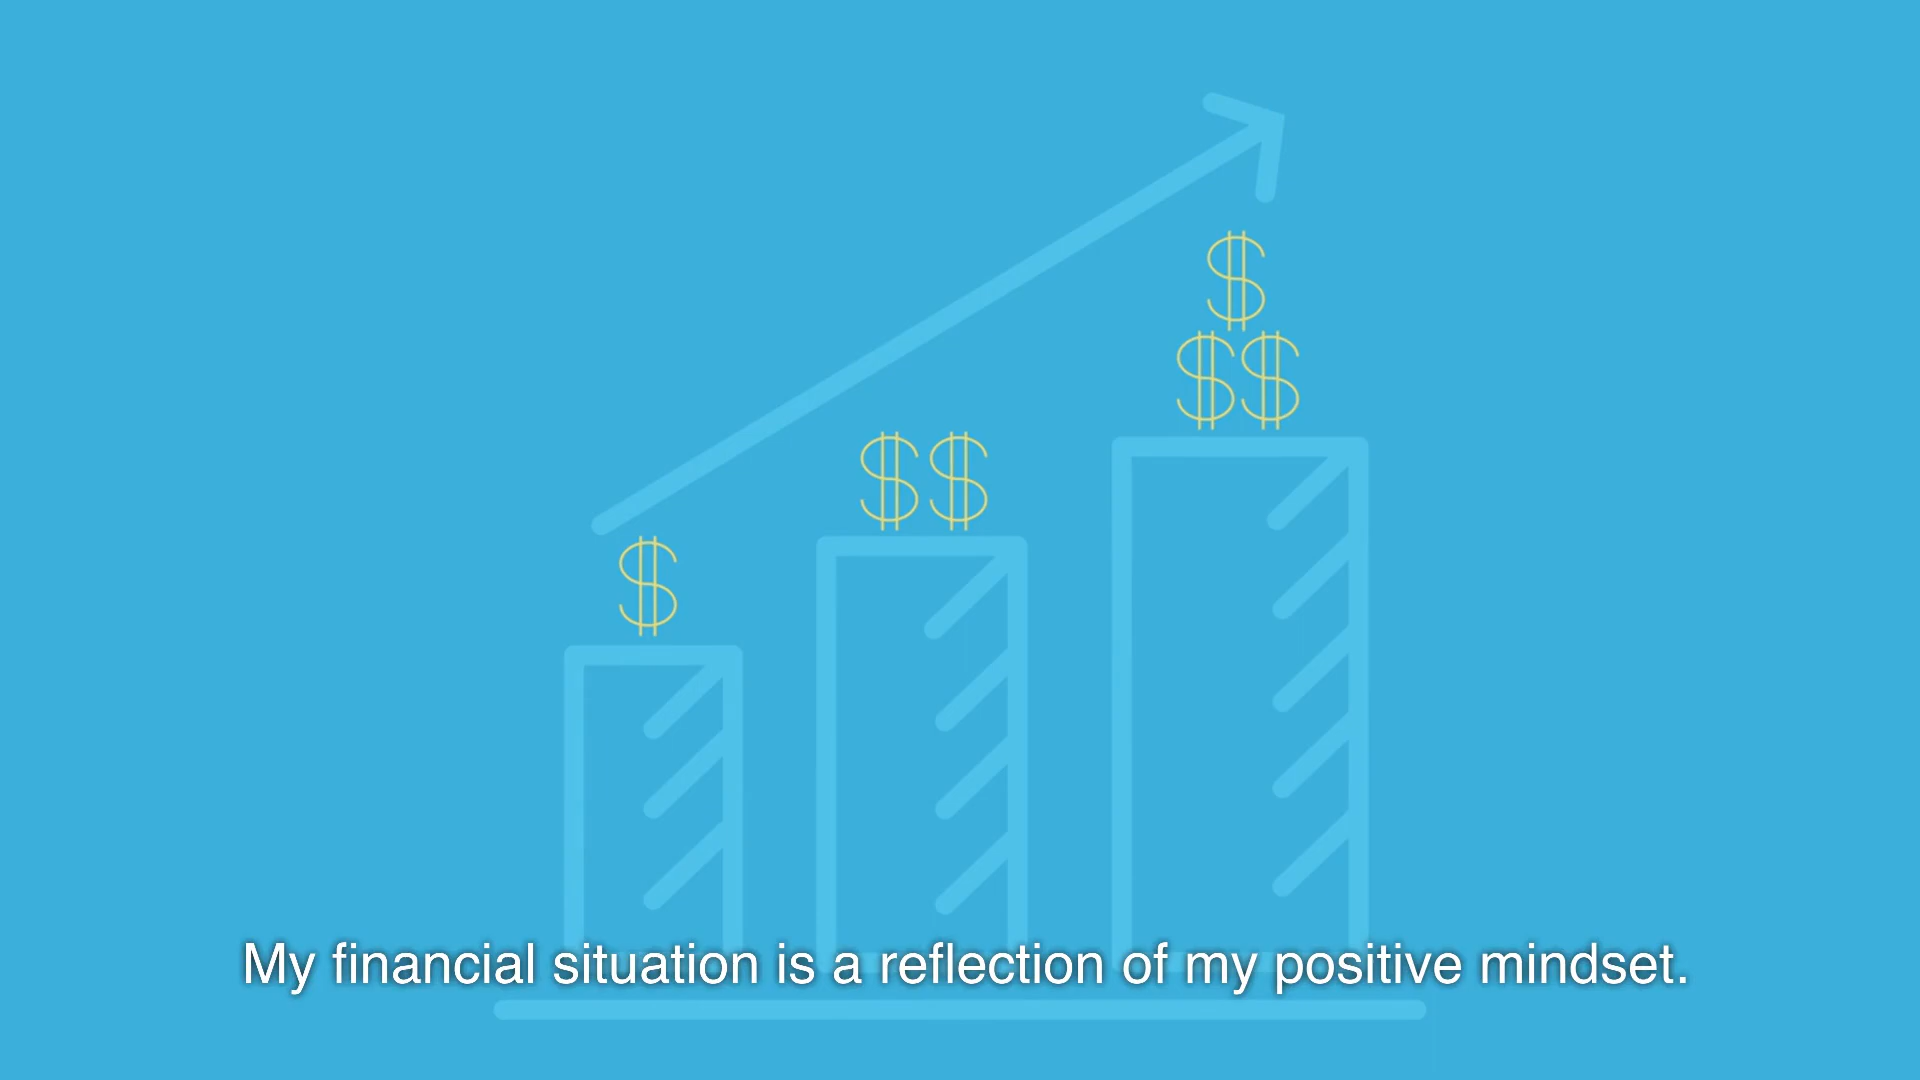 $
$$
$
$$
My financial situation is a reflection of my positive mindset.